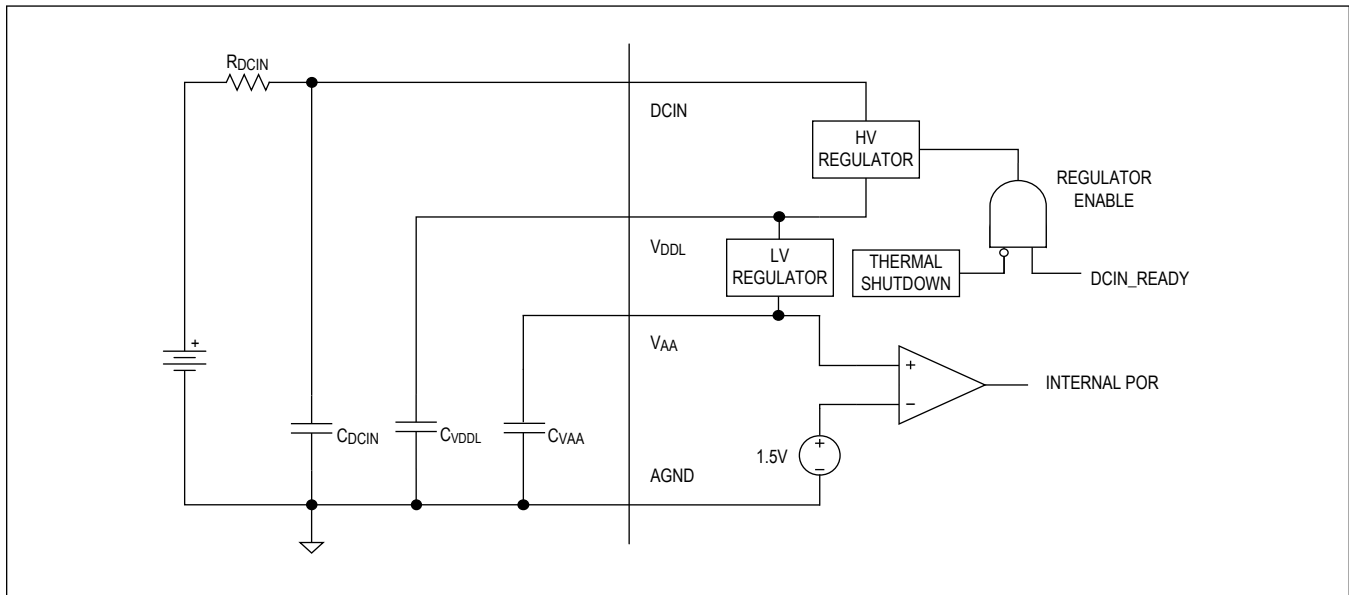 RDCIN
DCIN
HV
REGULATOR
REGULATOR
ENABLE
VDDL
LV
REGULATOR
THERMAL
SHUTDOWN
DCIN_READY
VAA
+
+
−
INTERNAL POR
CDCIN
CVDDL
CVAA
1.5V
+
−
AGND